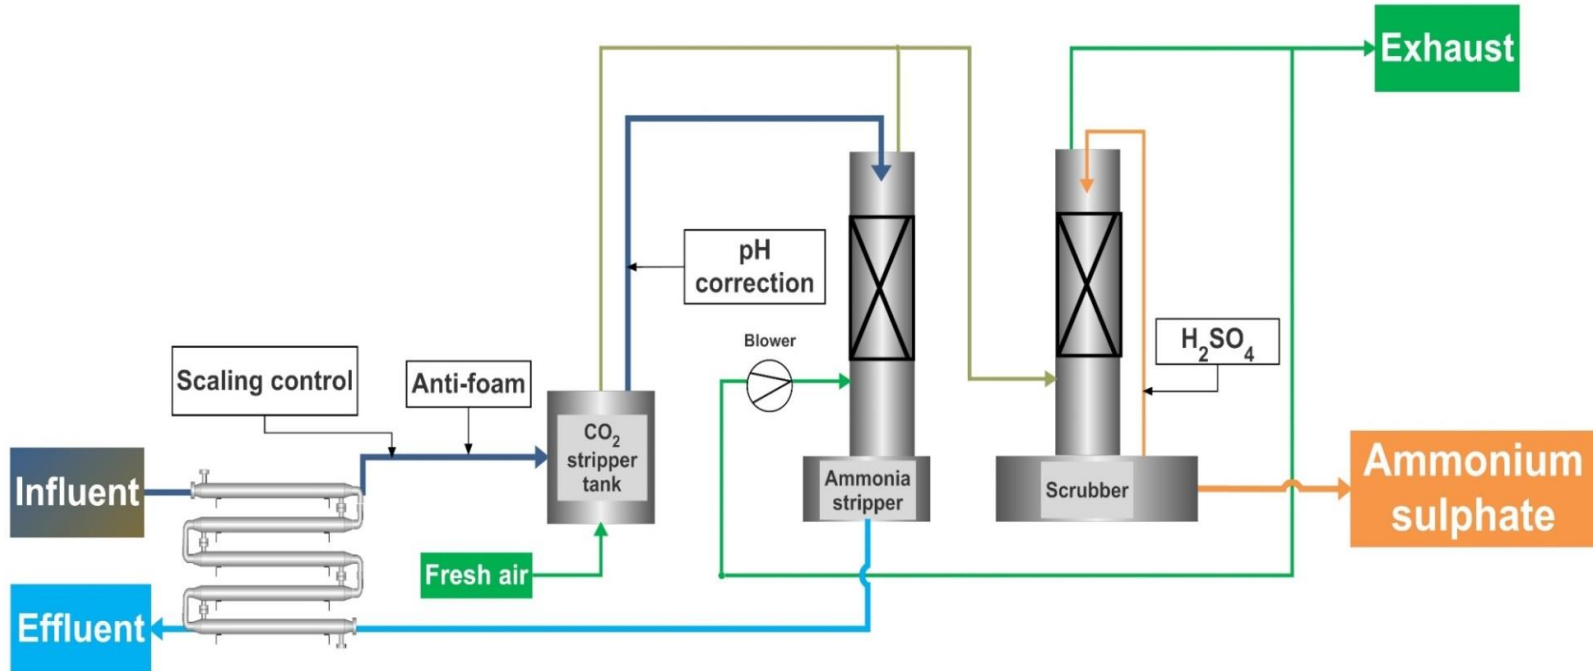 Exhaust
pH
correction
Blower
H₂SO₄
Scaling control
Anti-foam
CO₂
stripper
tank
Influent
Ammonia
stripper
Scrubber
Ammonium
sulphate
Fresh air
Effluent